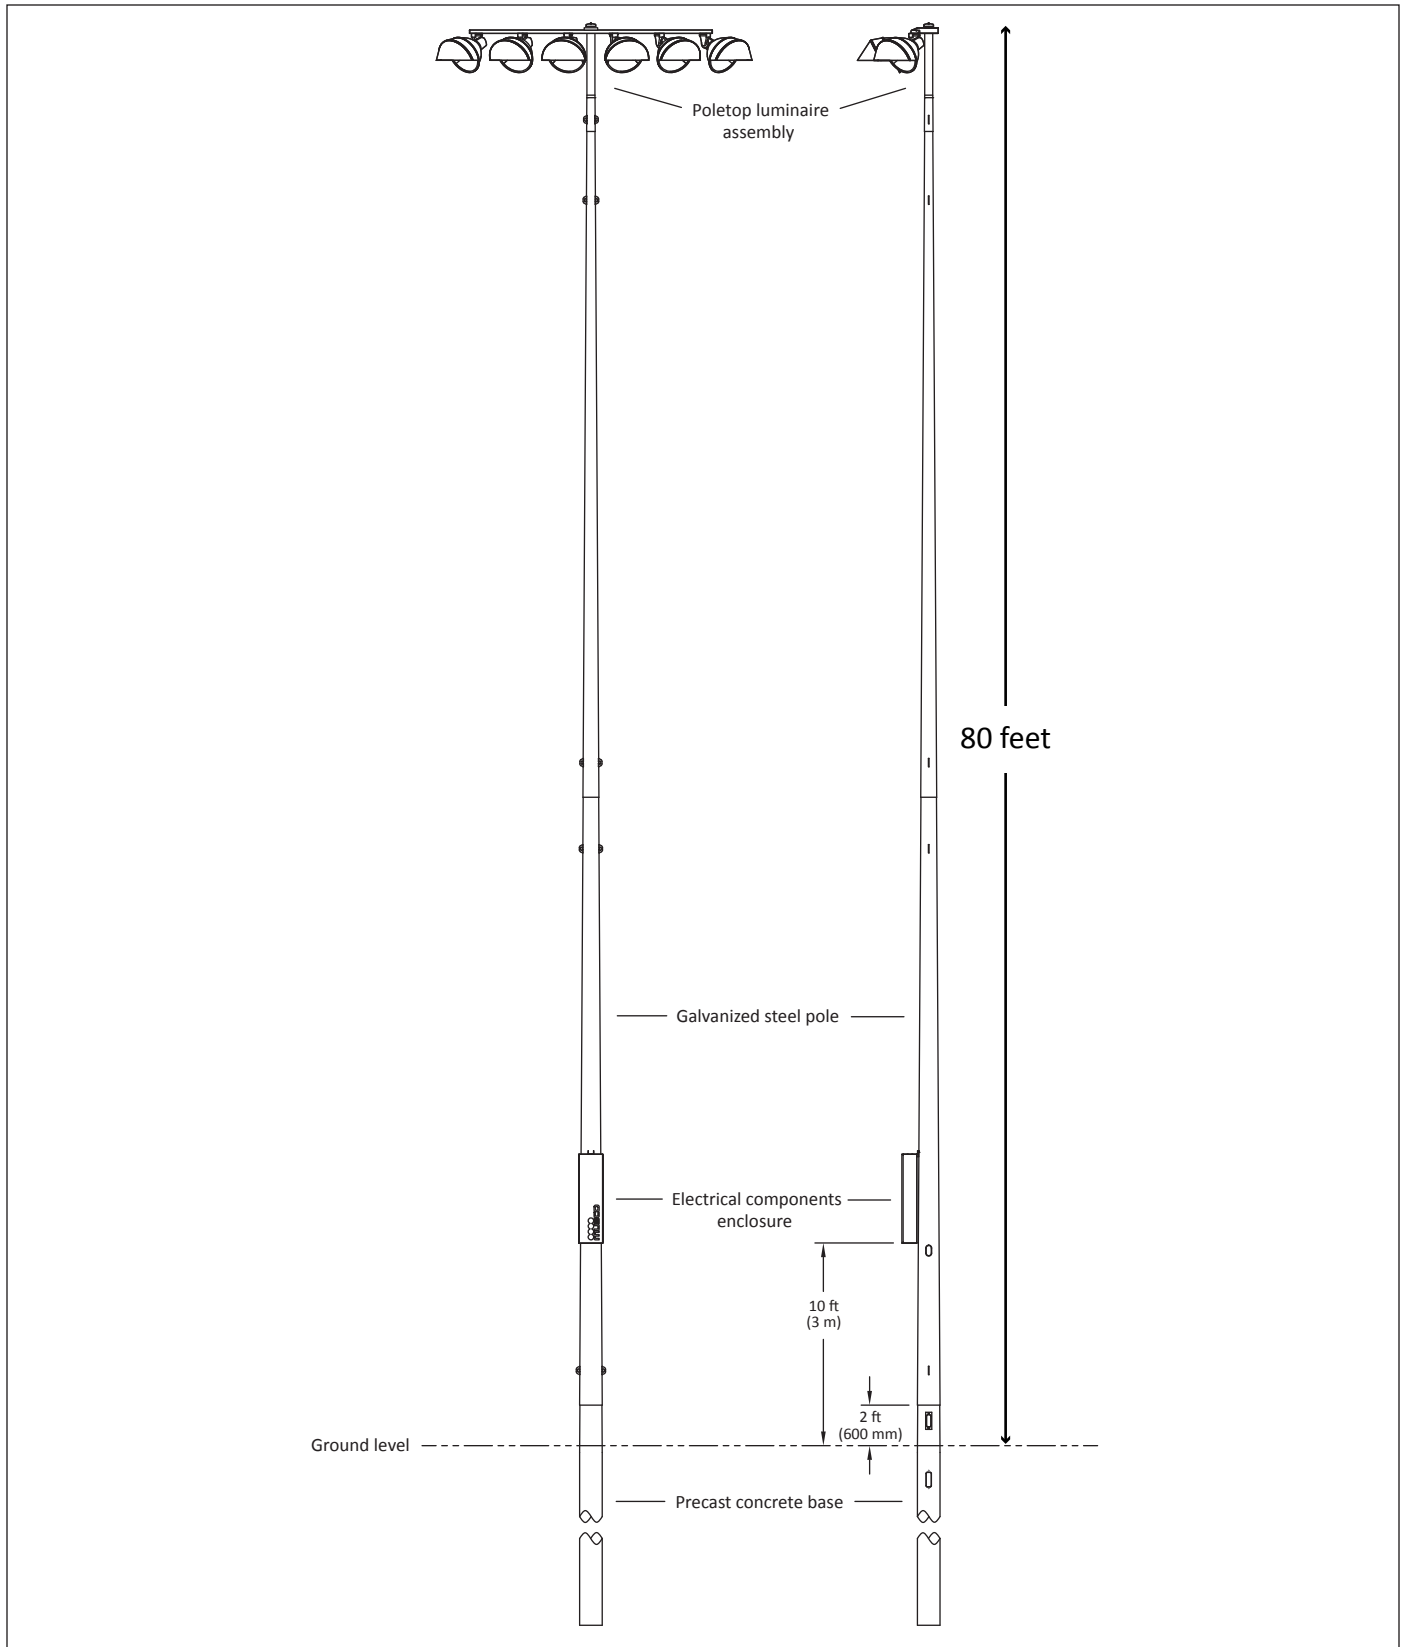 Poletop luminaire
assembly
80 feet
Galvanized steel pole
Electrical components
enclosure
musco
10 ft
(3 m)
2 ft
(600 mm)
Ground level
Precast concrete base